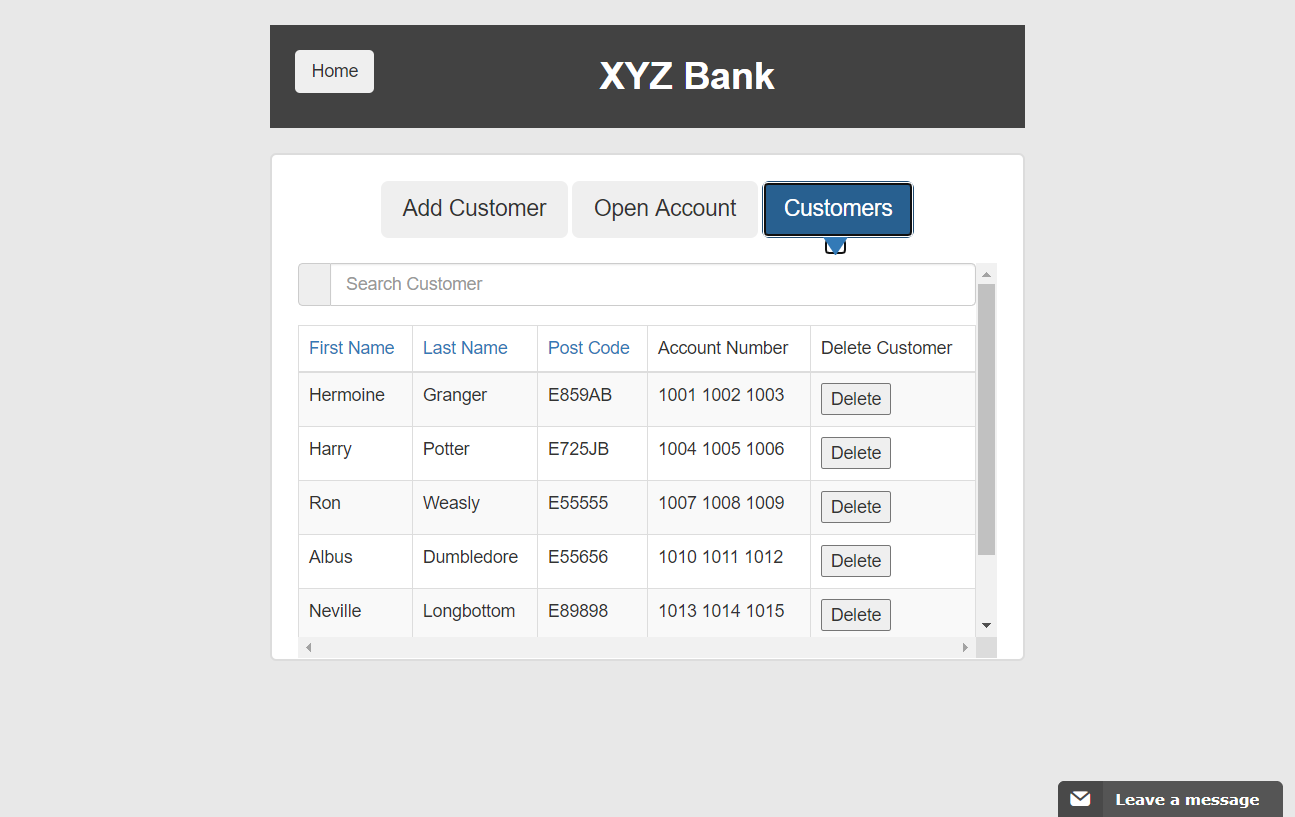 Home
XYZ Bank
Add Customer
Open Account
Customers
Search Customer
First Name Last Name Post Code Account Number Delete Customer
Hermoine Granger E859AB 1001 1002 1003 Delete
Harry Potter E725JB 1004 1005 1006 Delete
Ron Weasly E55555 1007 1008 1009 Delete
Albus Dumbledore E55656 1010 1011 1012 Delete
Neville Longbottom E89898 1013 1014 1015 Delete
Leave a message